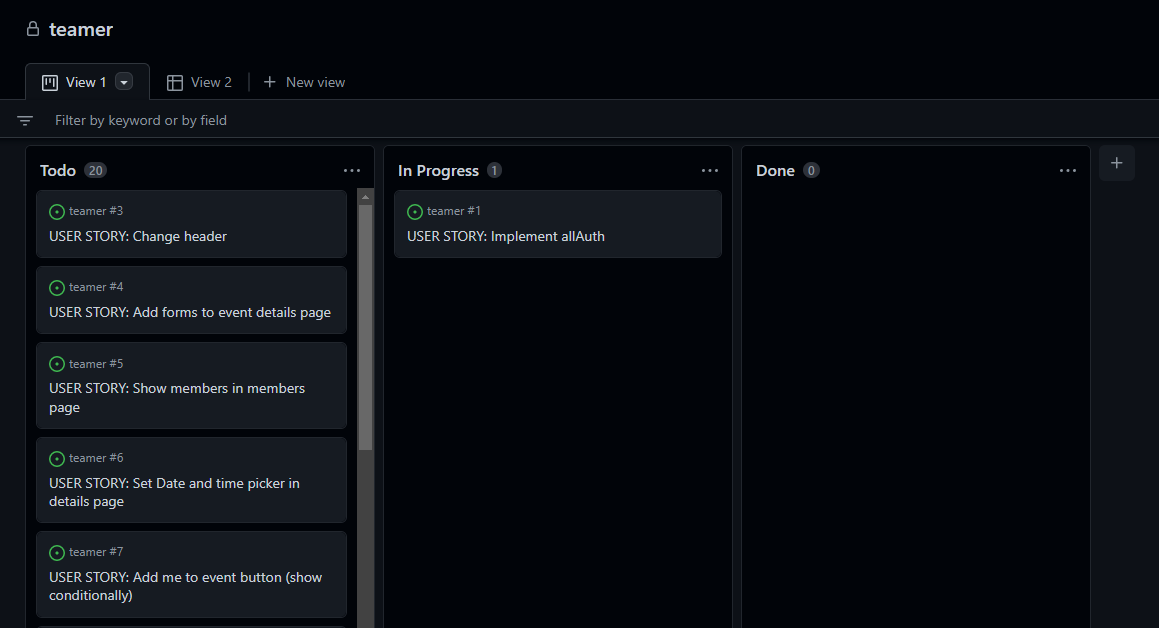 teamer
View 1
View 2
New view
Filter by keyword or by field
Todo 20
teamer #3
USER STORY: Change header
teamer #4
USER STORY: Add forms to event details page
teamer #5
USER STORY: Show members in members
page
teamer #6
USER STORY: Set Date and time picker in
details page
teamer #7
USER STORY: Add me to event button (show
conditionally)
In Progress 1
teamer #1
USER STORY: Implement allAuth
Done 0